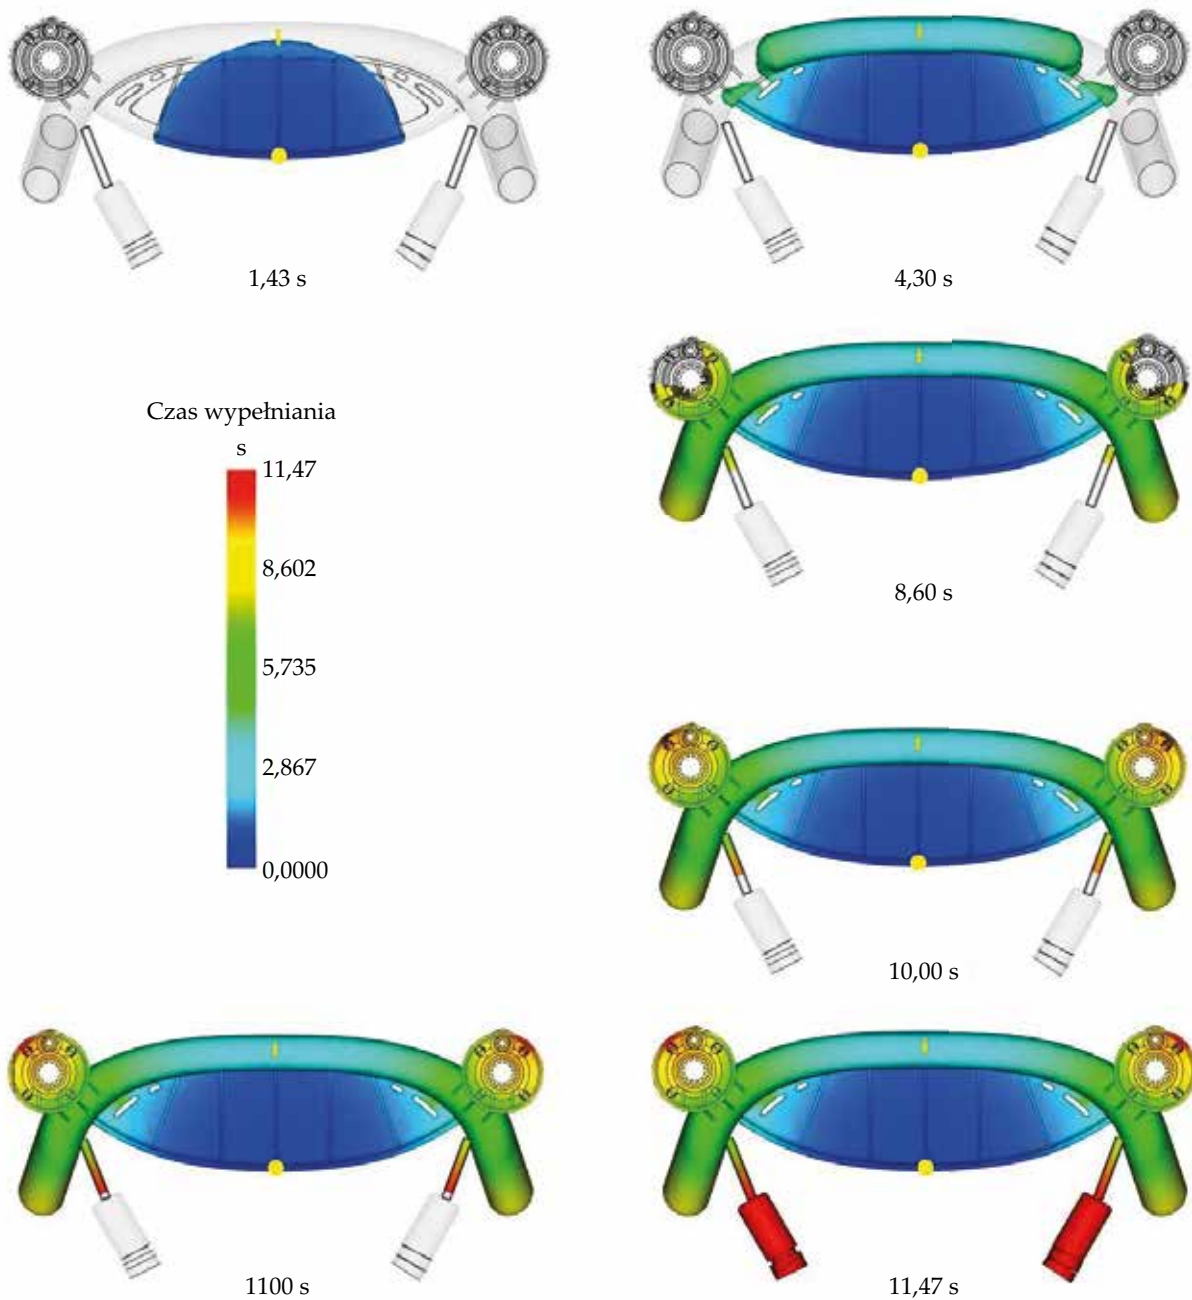 1,43 s
4,30 s
Czas wypełniania
s
11,47
8,602
5,735
2,867
0,0000
8,60 s
10,00 s
1100 s
11,47 s